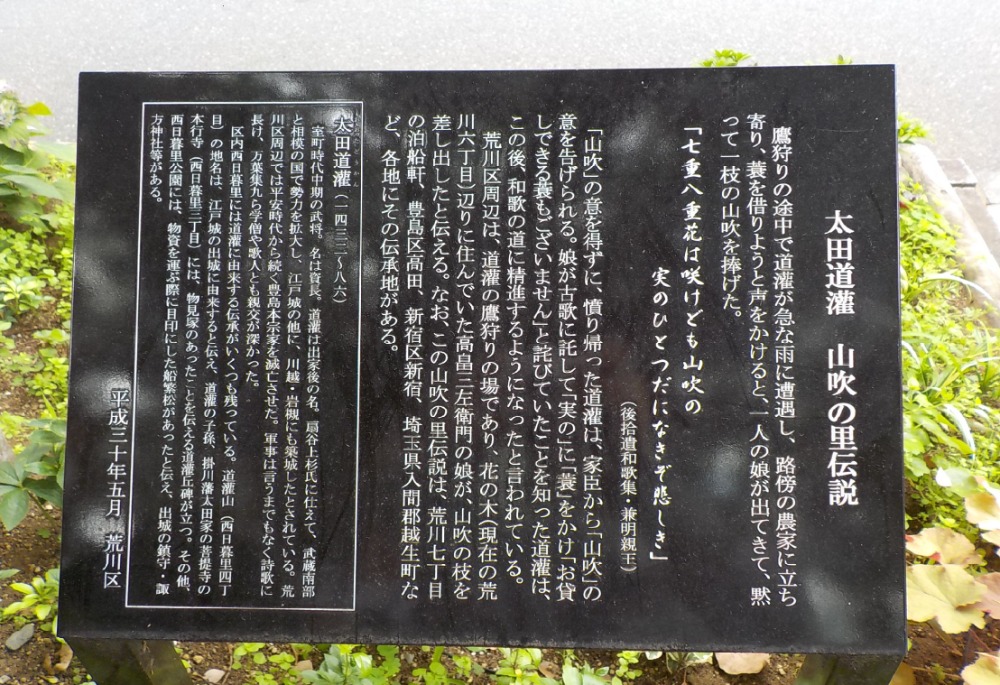 太田道灌　山吹の里伝説
鷹狩りの途中で道灌が急な雨に遭遇し、路傍の農家に立ち
寄り、蓑を借りようと声をかけると、一人の娘が出てきて、黙
って一枝の山吹を捧げた。
「七重八重花は咲けども山吹の
実のひとつだになきぞ悲しき」
（後拾遺和歌集・兼明親王）
「山吹」の意を得ずに、憤り帰った道灌は、家臣から「山吹」の
意を告げられる。娘が古歌に託して「実の」に「蓑」をかけ「お貸
しできる蓑もございません」と詫びていたことを知った道灌は、
この後、和歌の道に精進するようになったと言われている。
荒川区周辺は、道灌の鷹狩りの場であり、花の木（現在の荒
川六丁目）辺りに住んでいた高畠三左衛門の娘が、山吹の枝を
差し出したと伝える。なお、この山吹の里伝説は、荒川七丁目
の泊船軒、豊島区高田、新宿区新宿、埼玉県入間郡越生町な
ど、各地にその伝承地がある。
太田道灌（一四三二〜八六）
室町時代中期の武将。名は資長。道灌は出家後の名。扇谷上杉氏に仕えて、武蔵南部
と相模の国で勢力を拡大し、江戸城の他に、川越・岩槻にも築城したとされている。荒
川区周辺では平安時代から続く豊島本宗家を滅亡させた。軍事は言うまでもなく詩歌に
長け、万葉集九ら学僧や歌人とも親交が深かった。
区内西日暮里には道灌に由来する伝承がいくつも残っている。道灌山（西日暮里四丁
目）の地名は、江戸城の出城に由来すると伝え、道灌の子孫、掛川藩太田家の菩提寺の
本行寺（西日暮里三丁目）には、物見塚のあったことを伝える道灌丘碑が立つ。その他、
西日暮里公園には、物資を運ぶ際に目印にした船繋松があったと伝え、出城の鎮守・諏
方神社等がある。
平成三十年五月　荒川区